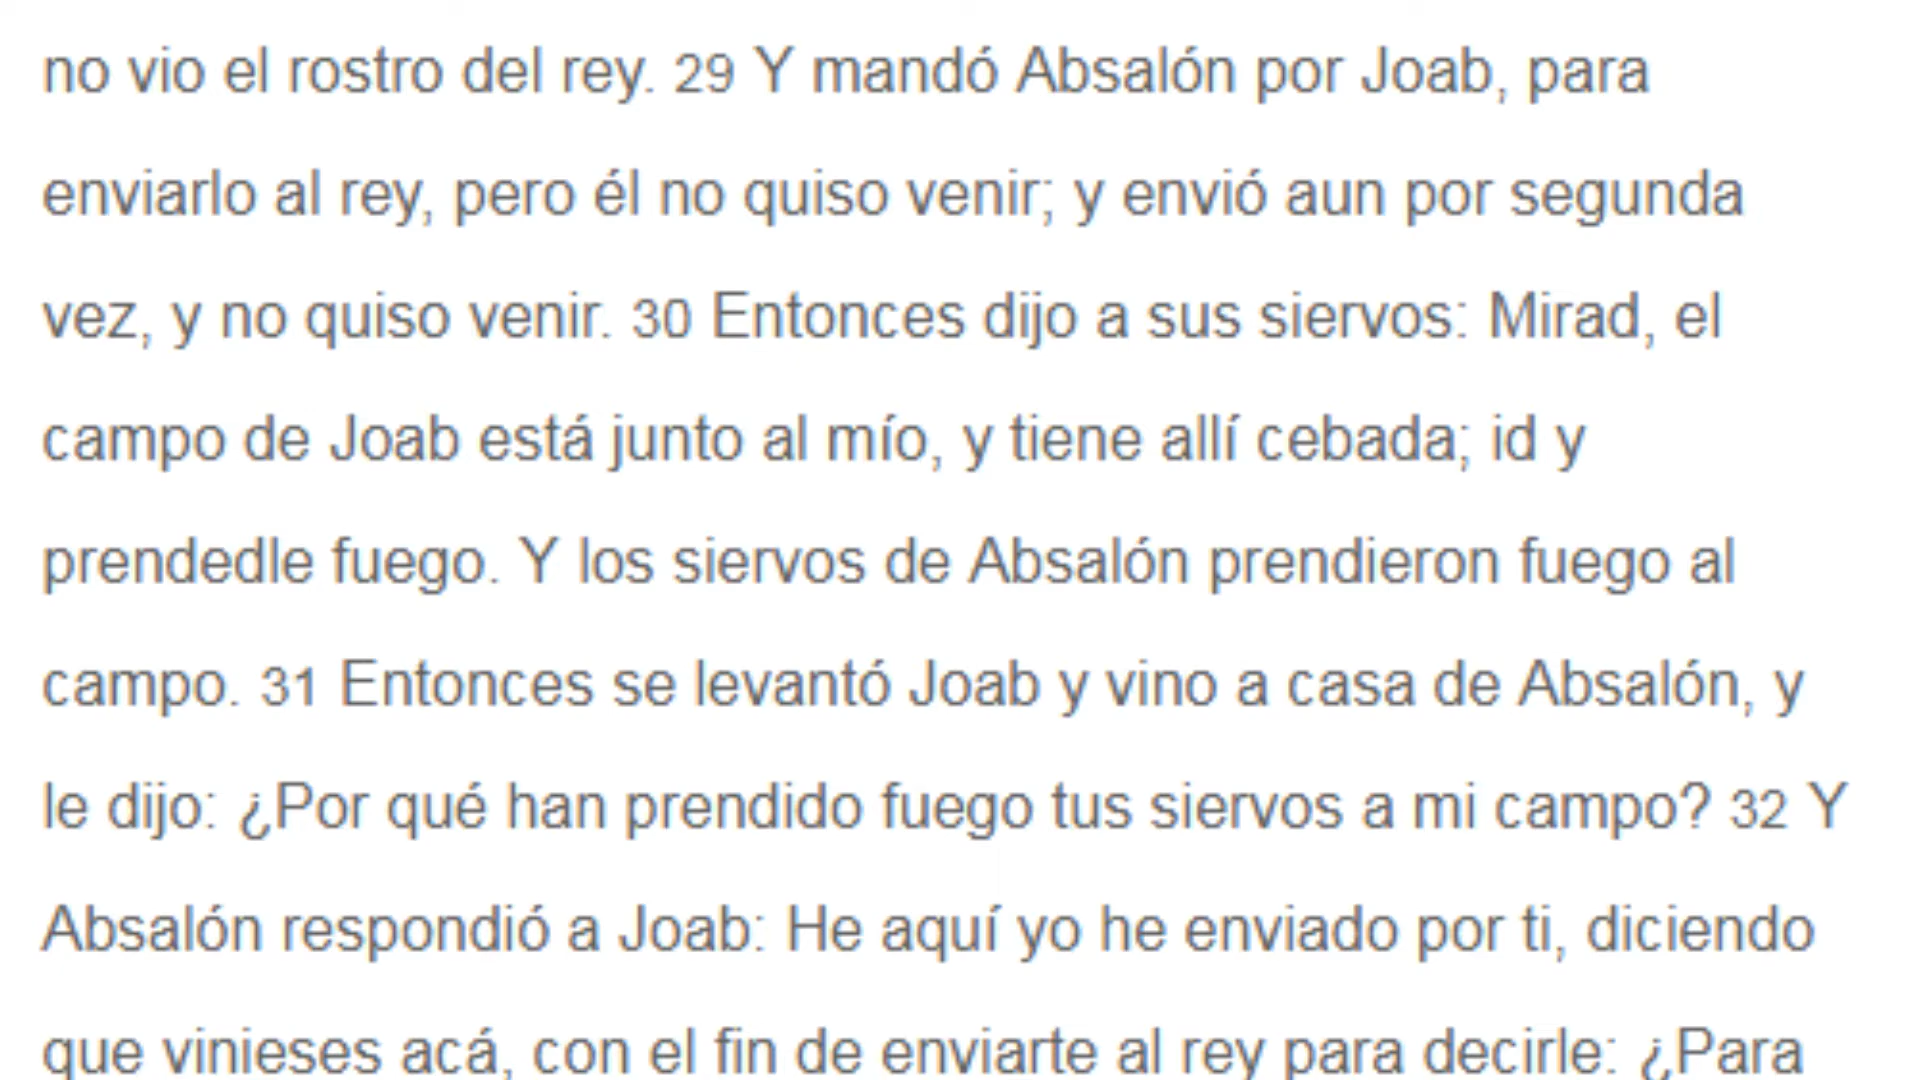 no vio el rostro del rey. 29 Y mandó Absalón por Joab, para
enviarlo al rey, pero él no quiso venir; y envió aun por segunda
vez, y no quiso venir. 30 Entonces dijo a sus siervos: Mirad, el
campo de Joab está junto al mío, y tiene allí cebada; id y
prendedle fuego. Y los siervos de Absalón prendieron fuego al
campo. 31 Entonces se levantó Joab y vino a casa de Absalón, y
le dijo: ¿Por qué han prendido fuego tus siervos a mi campo? 32 Y
Absalón respondió a Joab: He aquí yo he enviado por ti, diciendo
que vinieses acá, con el fin de enviarte al rey para decirle: ¿Para